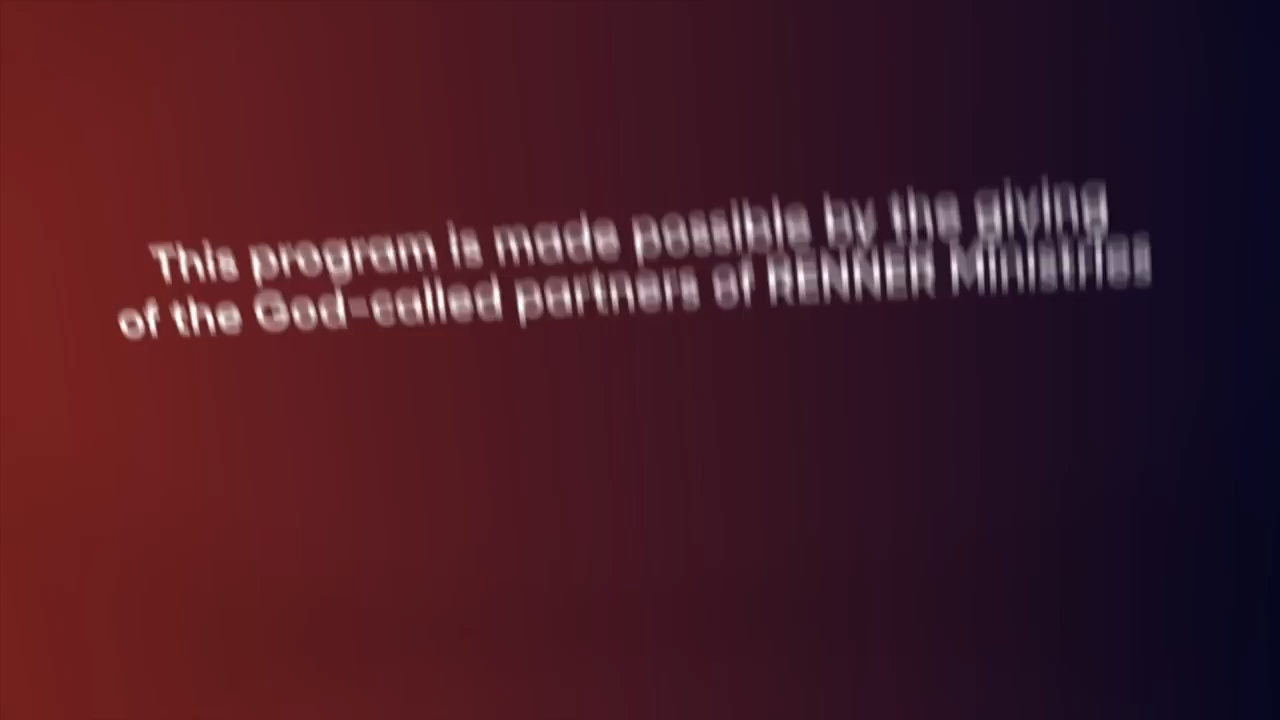 This program is made possible by the giving
of the God-called partners of RENNER Ministries